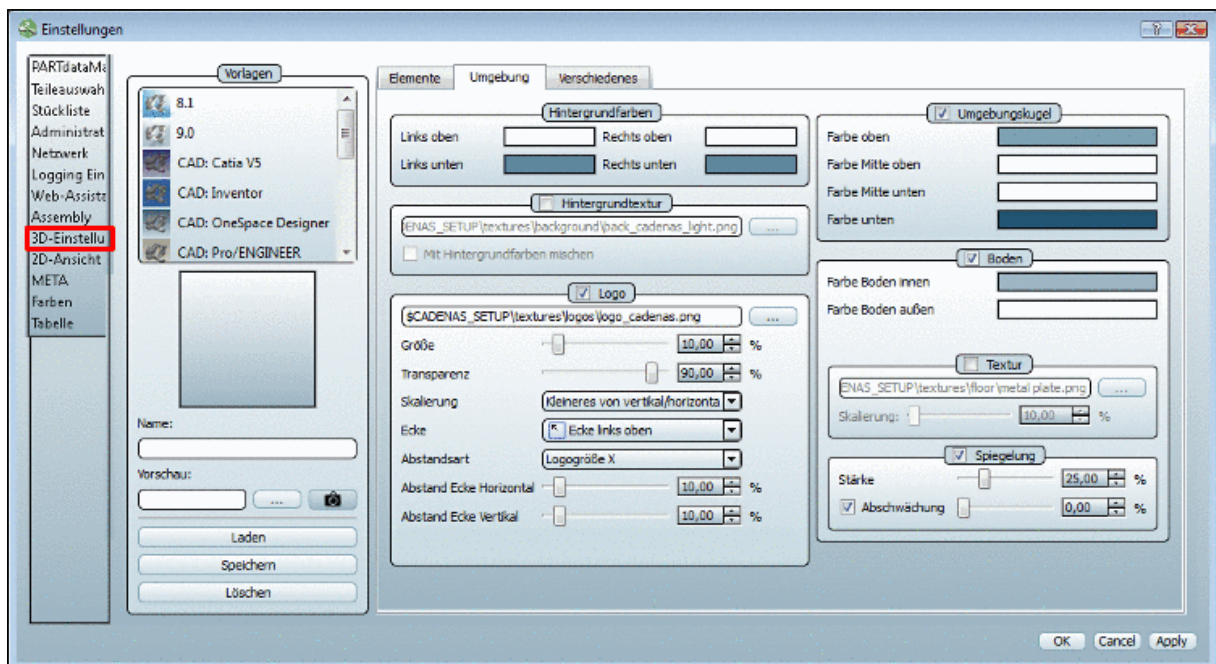 Einstellungen
PARTdataMa
Teileauswah
Stückliste
Administrat
Netzwerk
Logging Ein
Web-Assista
Assembly
3D-Einstellu
2D-Ansicht
META
Farben
Tabelle
Vorlagen
8.1
9.0
CAD: Catia V5
CAD: Inventor
CAD: OneSpace Designer
CAD: Pro/ENGINEER
Name:
Vorschau:
...
Laden
Speichern
Löschen
Elemente
Umgebung
Verschiedenes
Hintergrundfarben
Links oben
Rechts oben
Links unten
Rechts unten
Hintergrundtextur
ENAS_SETUP\textures\background\back_cadenas_light.png
...
Mit Hintergrundfarben mischen
Logo
$CADENAS_SETUP\textures\logos\logo_cadenas.png
...
Größe
10,00 %
Transparenz
90,00 %
Skalierung
Kleineres von vertikal/horizonta
Ecke
Ecke links oben
Abstandsart
Logogröße X
Abstand Ecke Horizontal
10,00 %
Abstand Ecke Vertikal
10,00 %
Umgebungskugel
Farbe oben
Farbe Mitte oben
Farbe Mitte unten
Farbe unten
Boden
Farbe Boden innen
Farbe Boden außen
Textur
ENAS_SETUP\textures\floor\metal plate.png
...
Skalierung:
10,00 %
Spiegelung
Stärke
25,00 %
Abschwächung
0,00 %
OK
Cancel
Apply